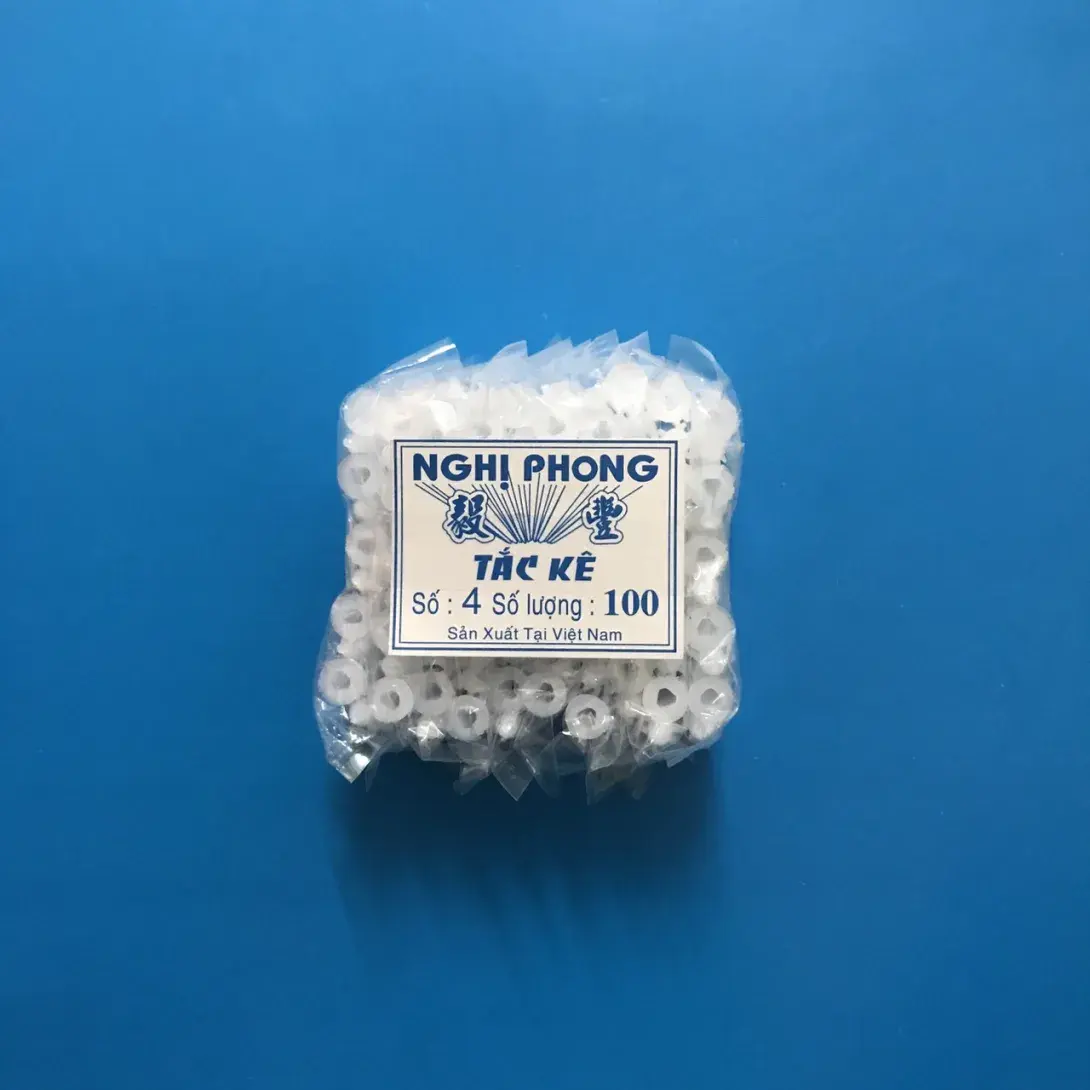 NGHỊ PHONG
毅 豐
TẮC KÊ
Số : 4 Số lượng : 100
Sản Xuất Tại Việt Nam